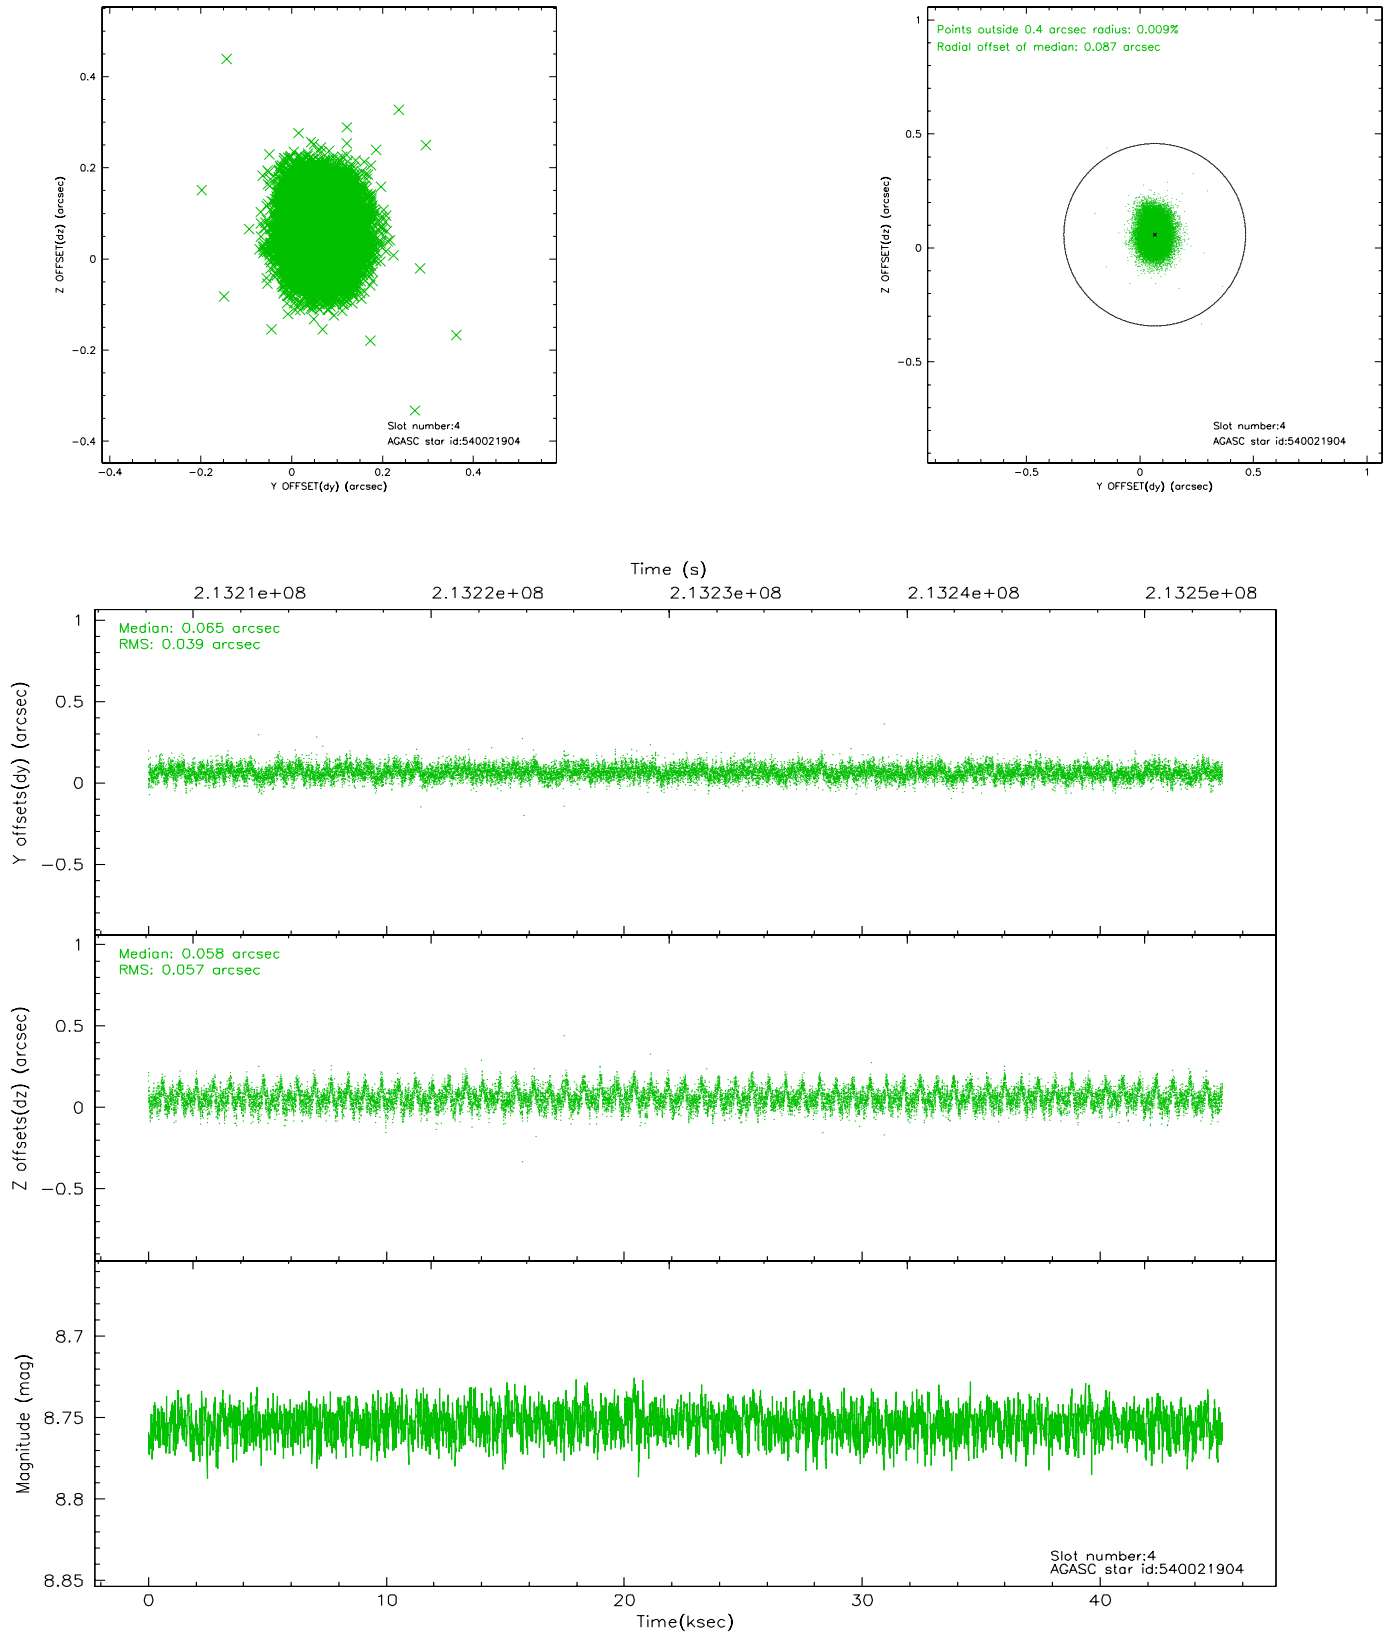 0.4
0.2
0
−0.2
−0.4
Z OFFSET(dz) (arcsec)
Slot number:4
AGASC star id:540021904
−0.4 −0.2 0 0.2 0.4
Y OFFSET(dy) (arcsec)
Points outside 0.4 arcsec radius: 0.009%
Radial offset of median: 0.087 arcsec
1
0.5
0
−0.5
Z OFFSET(dz) (arcsec)
Slot number:4
AGASC star id:540021904
−0.5 0 0.5 1
Y OFFSET(dy) (arcsec)
Time (s)
2.1321e+08 2.1322e+08 2.1323e+08 2.1324e+08 2.1325e+08
Median: 0.065 arcsec
RMS: 0.039 arcsec
1
0.5
0
−0.5
Y offsets(dy) (arcsec)
Median: 0.058 arcsec
RMS: 0.057 arcsec
1
0.5
0
−0.5
Z offsets(dz) (arcsec)
8.7
8.75
8.8
8.85
Magnitude (mag)
Slot number:4
AGASC star id:540021904
0 10 20 30 40
Time(ksec)